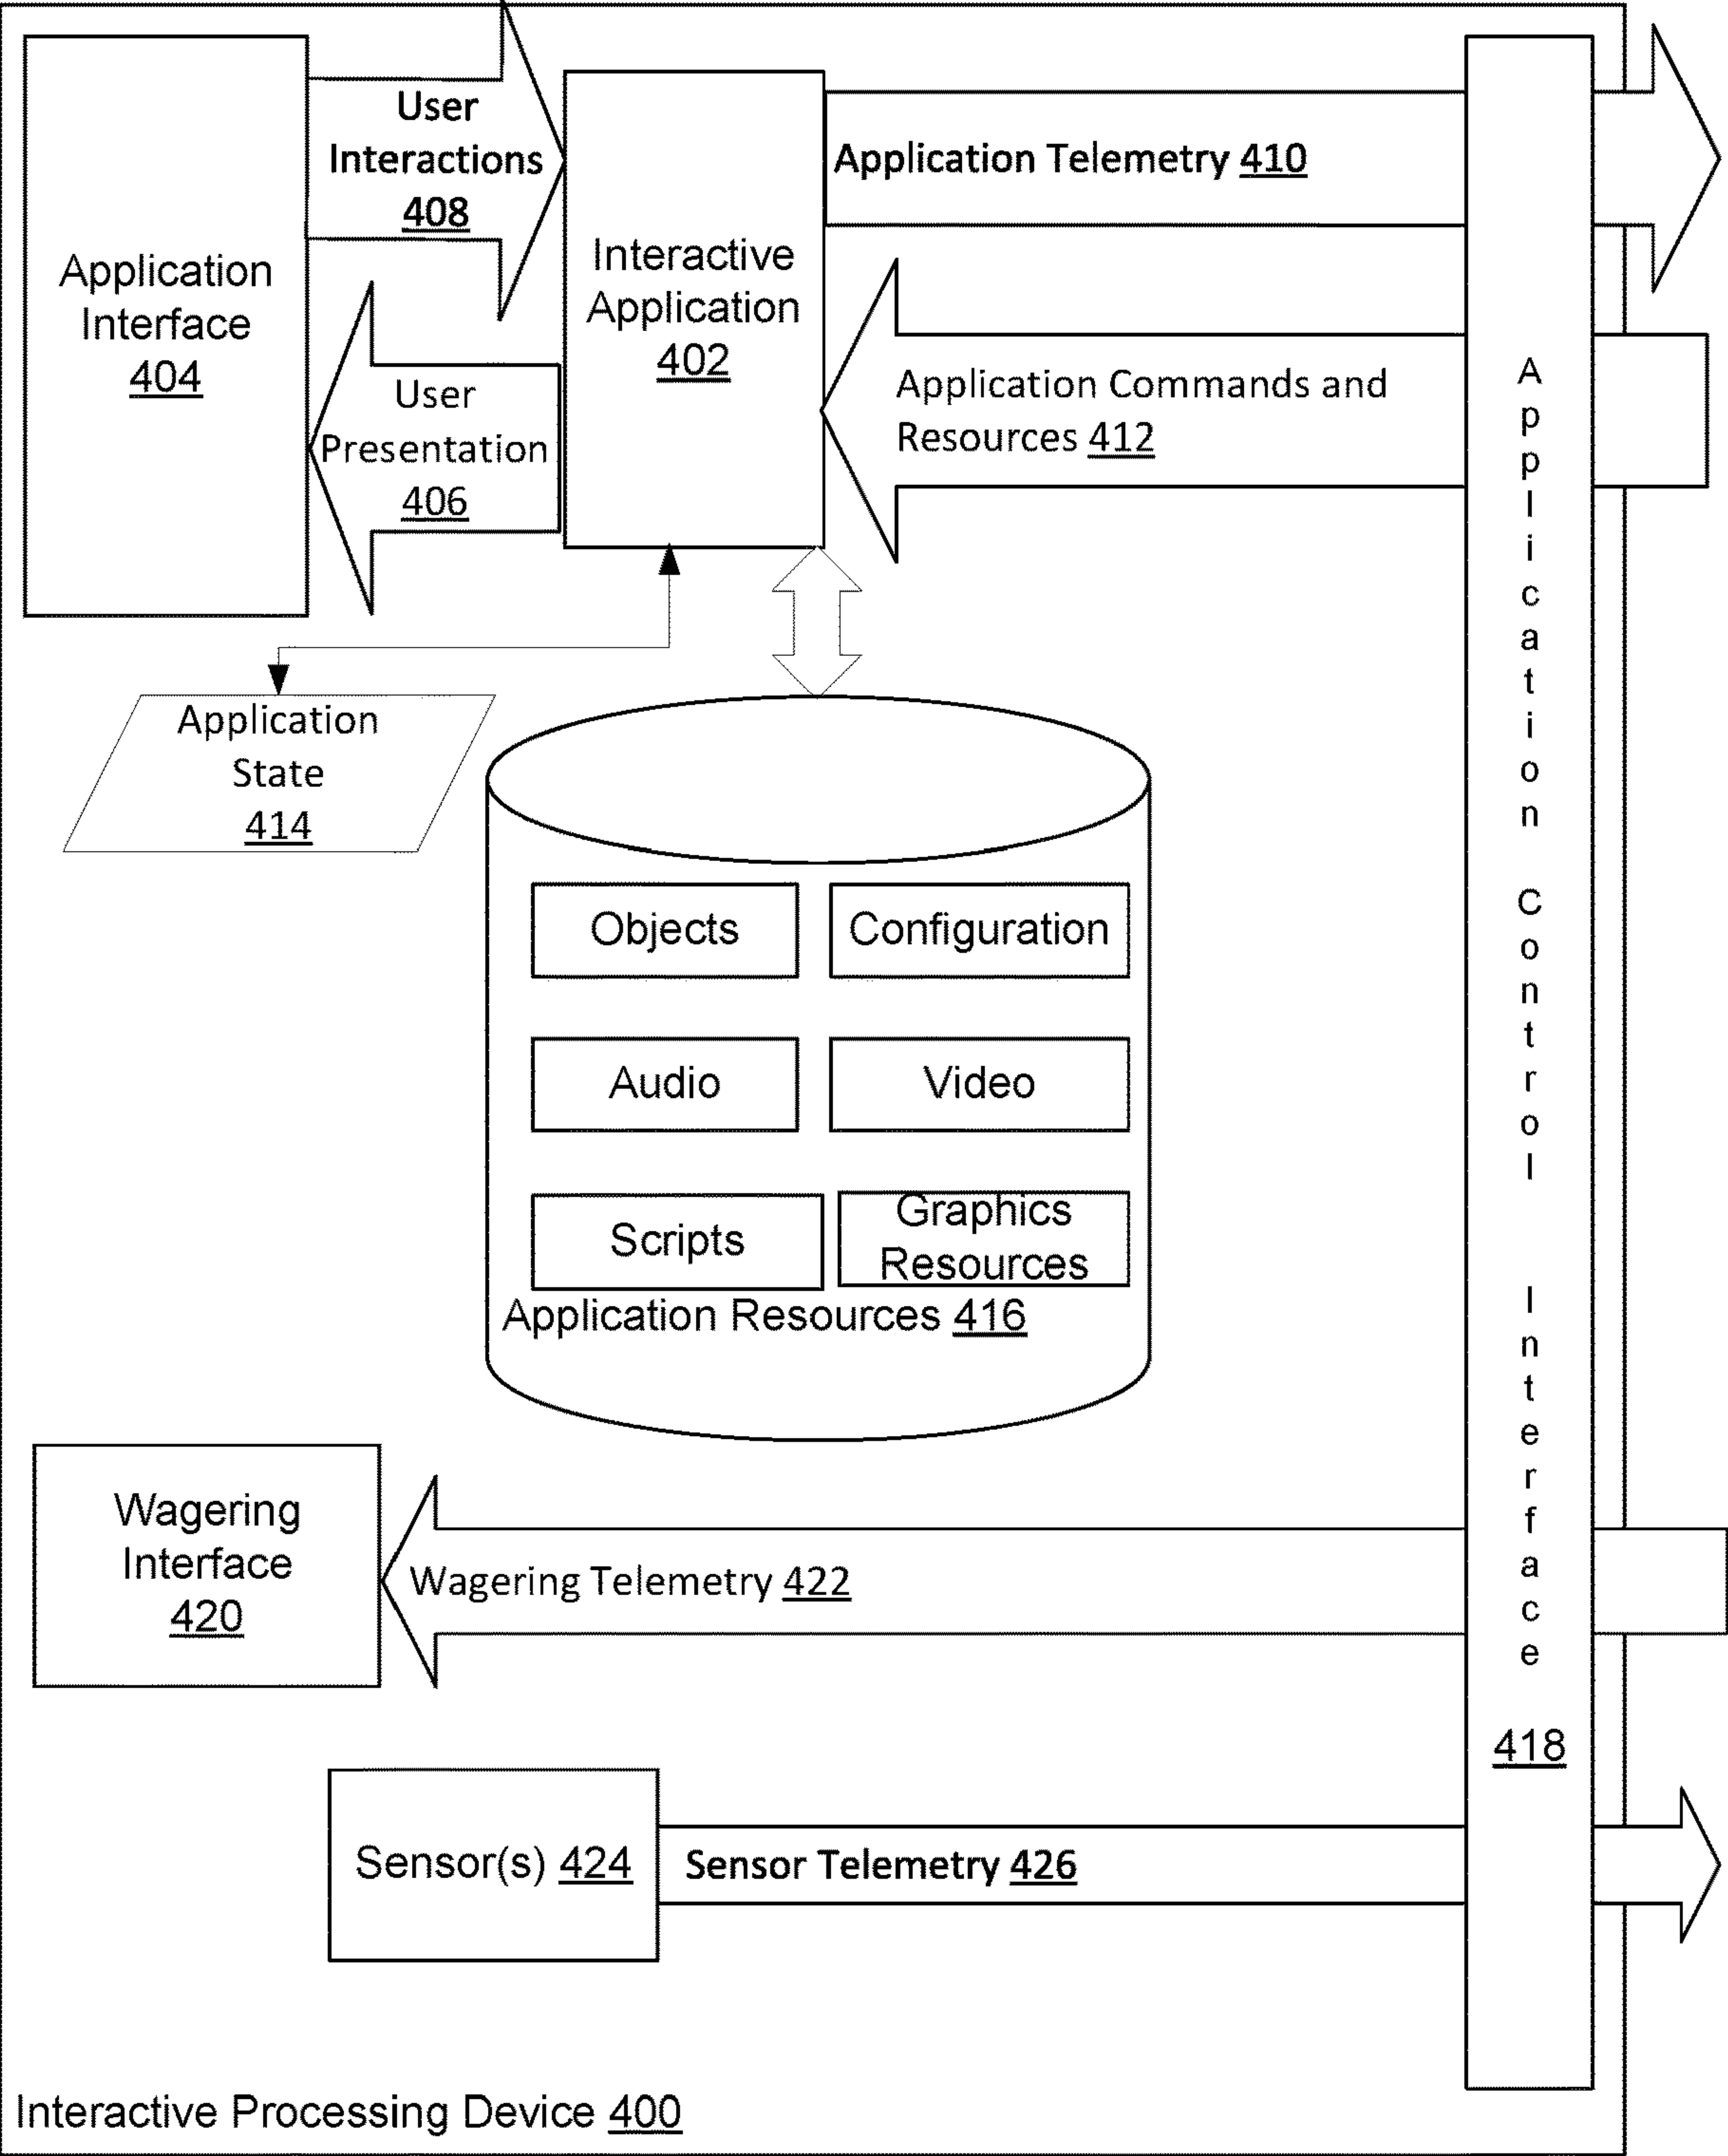 User
Interactions
408
Application Telemetry 410
Application
Interface
404
Interactive
Application
402
User
Presentation
406
Application Commands and
Resources 412
Application
State
414
Objects
Configuration
Audio
Video
Scripts
Graphics
Resources
Application Resources 416
Application Control Interface
418
Wagering
Interface
420
Wagering Telemetry 422
Sensor(s) 424
Sensor Telemetry 426
Interactive Processing Device 400